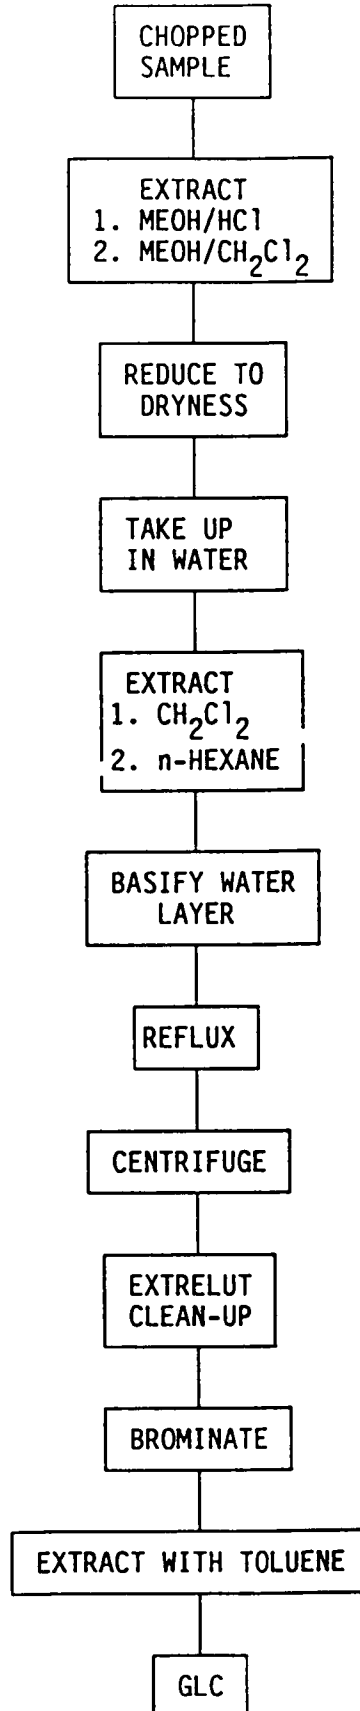 CHOPPED
SAMPLE
EXTRACT
1. MEOH/HCl
2. MEOH/CH₂Cl₂
REDUCE TO
DRYNESS
TAKE UP
IN WATER
EXTRACT
1. CH₂Cl₂
2. n-HEXANE
BASIFY WATER
LAYER
REFLUX
CENTRIFUGE
EXTRELUT
CLEAN-UP
BROMINATE
EXTRACT WITH TOLUENE
GLC